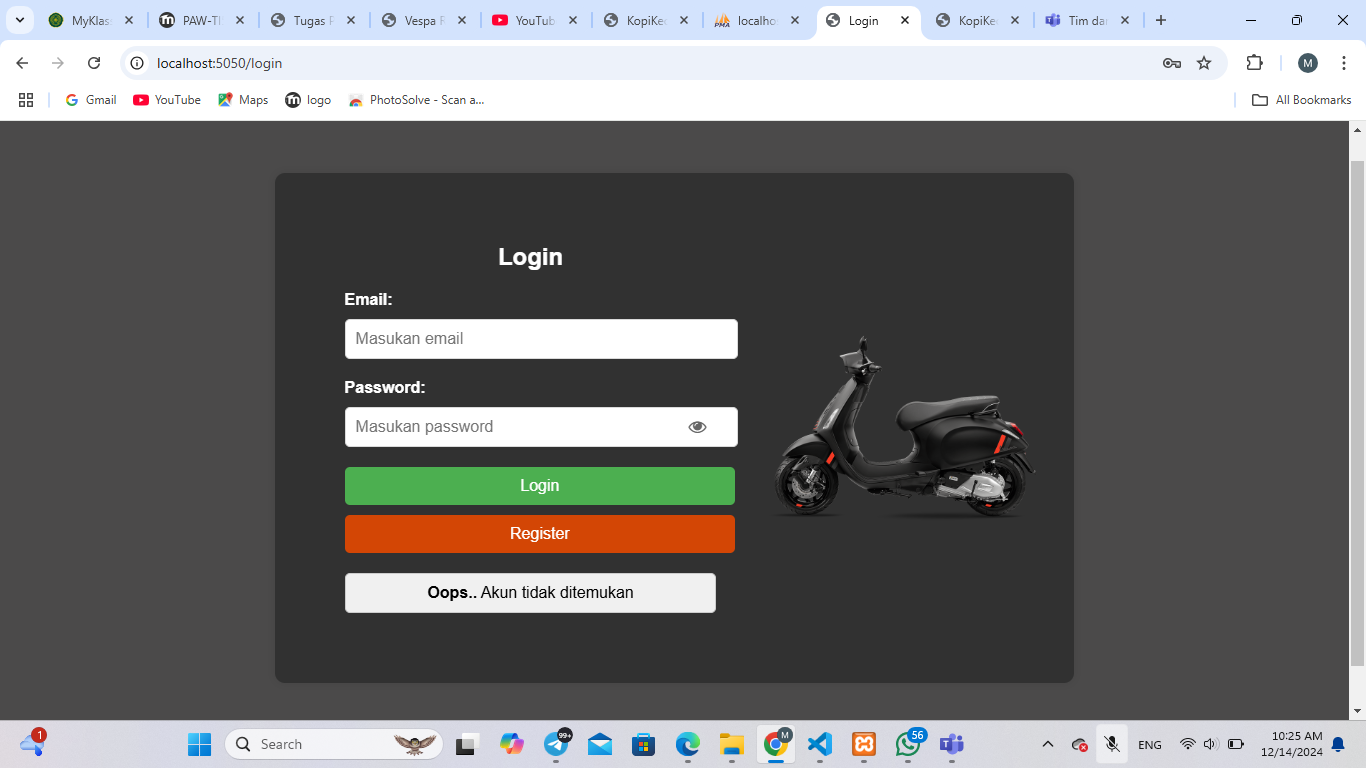 MyKlas
PAW-T
Tugas
Vespa
YouTub
KopiKe
localho
Login
KopiKe
Tim da
localhost:5050/login
M
Gmail
YouTube
Maps
logo
PhotoSolve - Scan a...
All Bookmarks
Login
Email:
Masukan email
Password:
Masukan password
Login
Register
Oops.. Akun tidak ditemukan
1
Search
99+
M
56
ENG
10:25 AM
12/14/2024